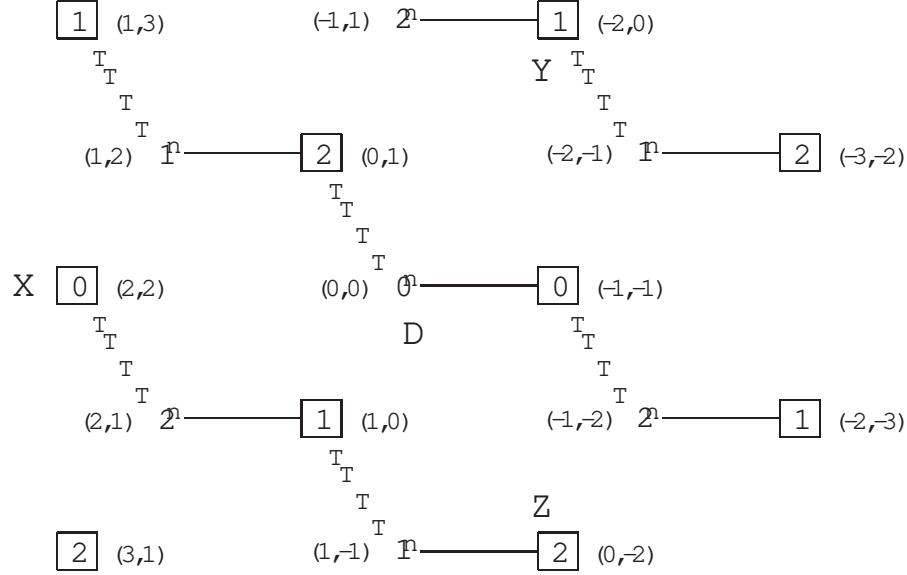 1 (1,3) (-1,1) 2n 1 (-2,0)
Y
T T T
T T T
T T
T T
(1,2) 1n 2 (0,1) (-2,-1) 1n 2 (-3,-2)
T
T
T
T
X 0 (2,2) (0,0) 0n 0 (-1,-1)
D
T T
T T
T T
T T
(2,1) 2n 1 (1,0) (-1,-2) 2n 1 (-2,-3)
T
T
T
Z
T
2 (3,1) (1,-1) 1n 2 (0,-2)